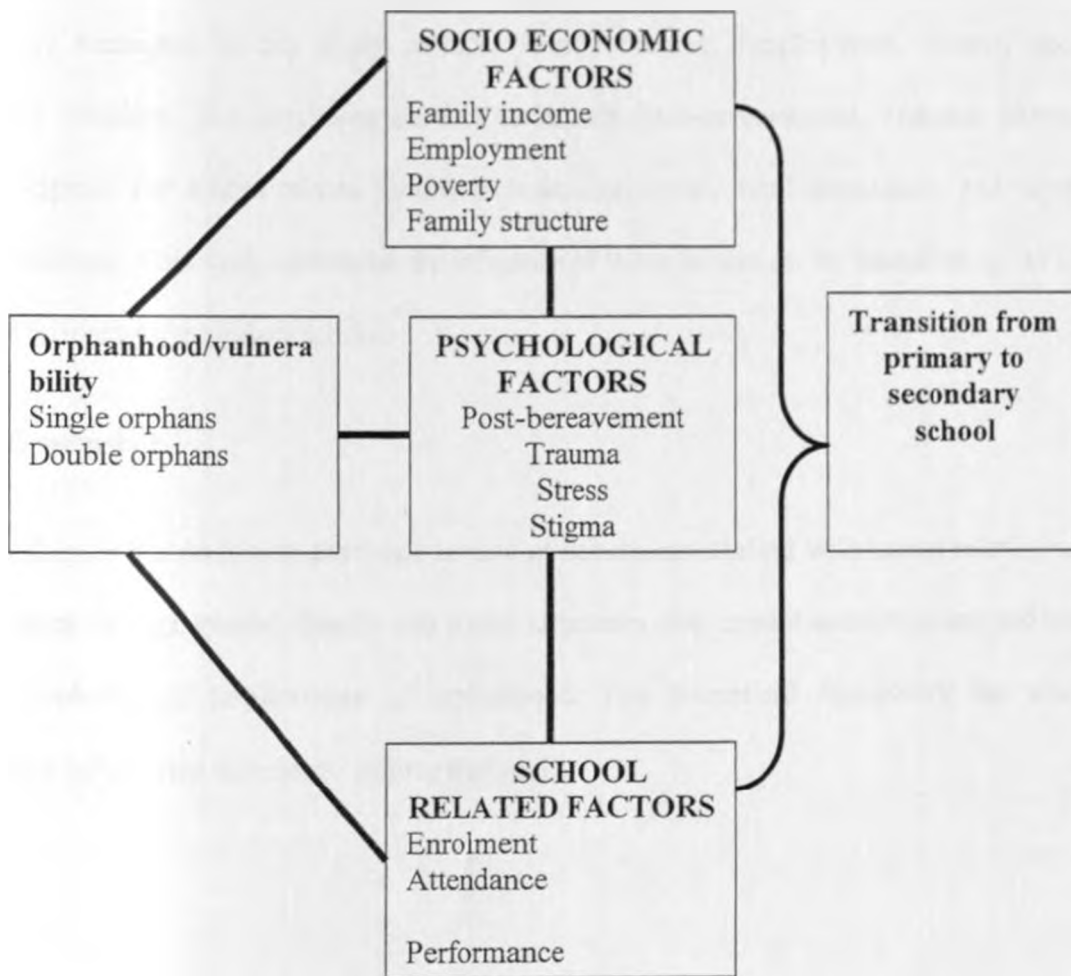 SOCIO ECONOMIC
FACTORS
Family income
Employment
Poverty
Family structure
Orphanhood/vulnera
bility
Single orphans
Double orphans
PSYCHOLOGICAL
FACTORS
Post-bereavement
Trauma
Stress
Stigma
Transition from
primary to
secondary
school
SCHOOL
RELATED FACTORS
Enrolment
Attendance
Performance